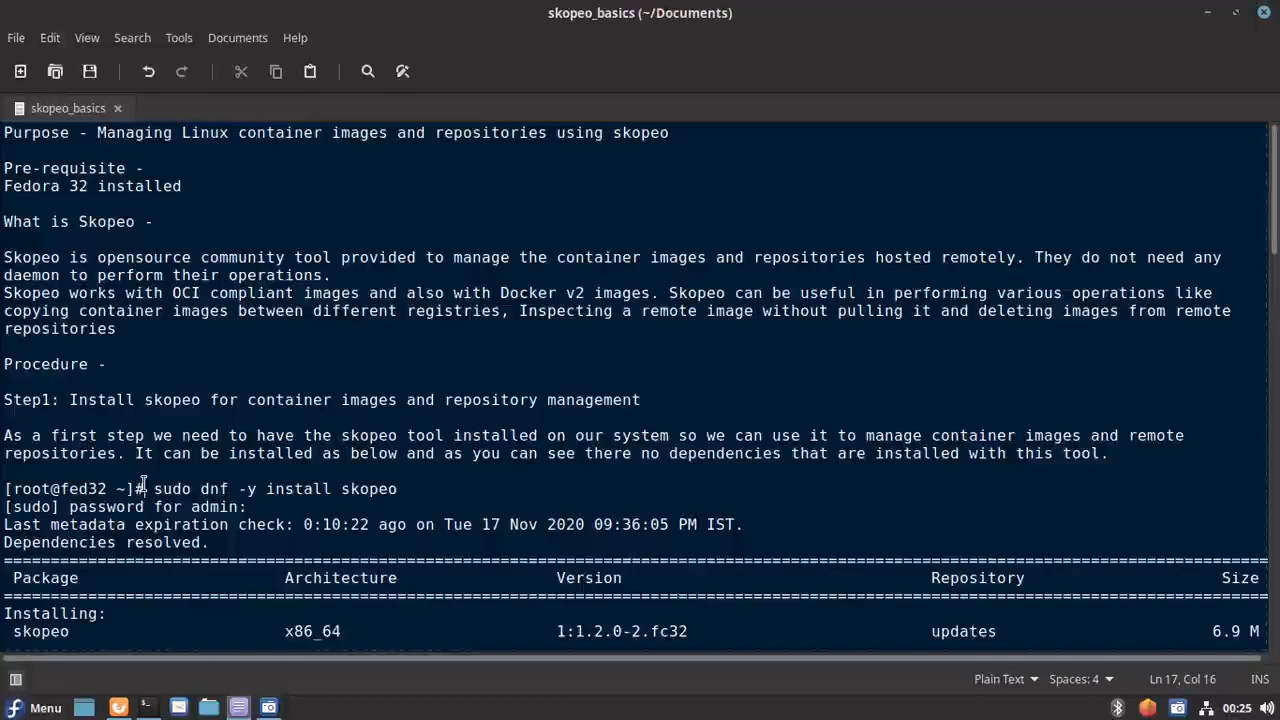 skopeo_basics (~/Documents)
File Edit View Search Tools Documents Help
skopeo_basics
Purpose - Managing Linux container images and repositories using skopeo
Pre-requisite -
Fedora 32 installed
What is Skopeo -
Skopeo is opensource community tool provided to manage the container images and repositories hosted remotely. They do not need any
daemon to perform their operations.
Skopeo works with OCI compliant images and also with Docker v2 images. Skopeo can be useful in performing various operations like
copying container images between different registries, Inspecting a remote image without pulling it and deleting images from remote
repositories
Procedure -
Step1: Install skopeo for container images and repository management
As a first step we need to have the skopeo tool installed on our system so we can use it to manage container images and remote
repositories. It can be installed as below and as you can see there no dependencies that are installed with this tool.
[root@fed32 ~]# sudo dnf -y install skopeo
[sudo] password for admin:
Last metadata expiration check: 0:10:22 ago on Tue 17 Nov 2020 09:36:05 PM IST.
Dependencies resolved.
Package Architecture Version Repository Size
Installing:
skopeo x86_64 1:1.2.0-2.fc32 updates 6.9 M
Plain Text Spaces: 4 Ln 17, Col 16 INS
Menu 00:25